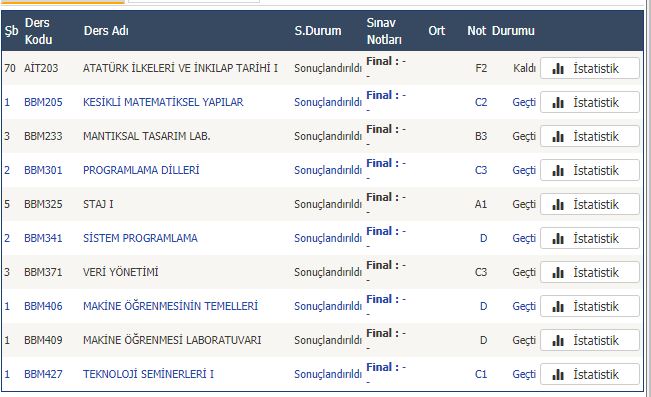 Şb Ders Kodu Ders Adı S.Durum Sınav Notları Ort Not Durumu
70 AİT203 ATATÜRK İLKELERİ VE İNKILAP TARİHİ I Sonuçlandırıldı Final : - - F2 Kaldı İstatistik
1 BBM205 KESİKLİ MATEMATİKSEL YAPILAR Sonuçlandırıldı Final : - - C2 Geçti İstatistik
3 BBM233 MANTIKSAL TASARIM LAB. Sonuçlandırıldı Final : - - B3 Geçti İstatistik
2 BBM301 PROGRAMLAMA DİLLERİ Sonuçlandırıldı Final : - - C3 Geçti İstatistik
5 BBM325 STAJ I Sonuçlandırıldı Final : - - A1 Geçti İstatistik
2 BBM341 SİSTEM PROGRAMLAMA Sonuçlandırıldı Final : - - D Geçti İstatistik
3 BBM371 VERİ YÖNETİMİ Sonuçlandırıldı Final : - - C3 Geçti İstatistik
1 BBM406 MAKİNE ÖĞRENMESİNİN TEMELLERİ Sonuçlandırıldı Final : - - D Geçti İstatistik
1 BBM409 MAKİNE ÖĞRENMESİ LABORATUVARI Sonuçlandırıldı Final : - - D Geçti İstatistik
1 BBM427 TEKNOLOJİ SEMİNERLERİ I Sonuçlandırıldı Final : - - C1 Geçti İstatistik